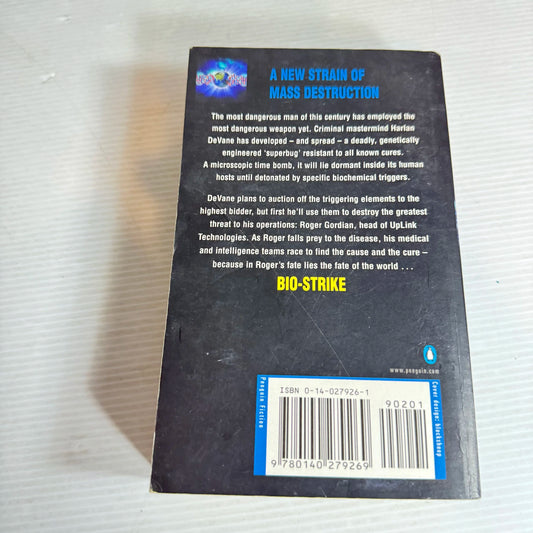 A NEW STRAIN OF
MASS DESTRUCTION
The most dangerous man of this century has employed the
most dangerous weapon yet. Criminal mastermind Harlan
DeVane has developed – and spread – a deadly, genetically
engineered 'superbug' resistant to all known cures.
A microscopic time bomb, it will lie dormant inside its human
hosts until detonated by specific biochemical triggers.
DeVane plans to auction off the triggering elements to the
highest bidder, but first he'll use them to destroy the greatest
threat to his operations: Roger Gordian, head of UpLink
Technologies. As Roger falls prey to the disease, his medical
and intelligence teams race to find the cause and the cure –
because in Roger's fate lies the fate of the world . . .
BIO-STRIKE
www.penguin.com
ISBN 0-14-027926-1
90201
9 780140 279269
Penguin Fiction
Cover design: blacksheep